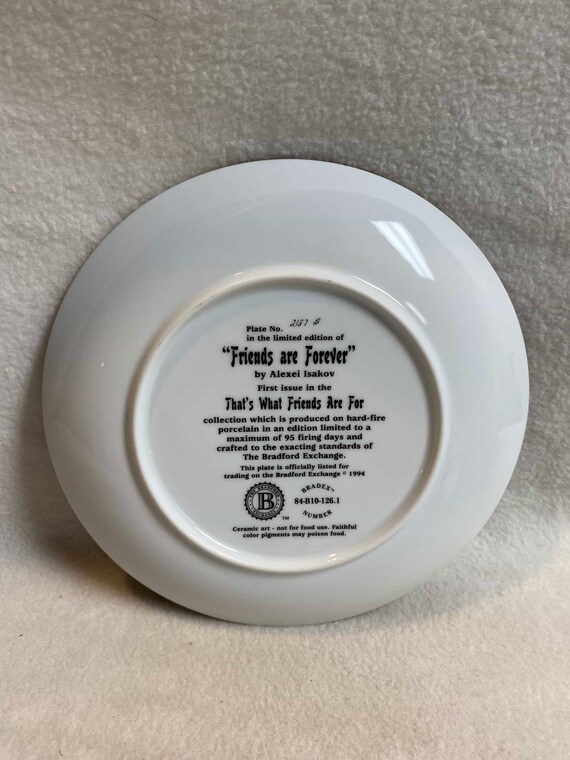 Plate No. 2197 B
in the limited edition of
"Friends are Forever"
by Alexei Isakov
First issue in the
That's What Friends Are For
collection which is produced on hard-fire
porcelain in an edition limited to a
maximum of 95 firing days and
crafted to the exacting standards of
The Bradford Exchange.
This plate is officially listed for
trading on the Bradford Exchange © 1994
B
TM
BRADEX™
84-B10-126.1
NUMBER
Ceramic art - not for food use. Faithful
color pigments may poison food.